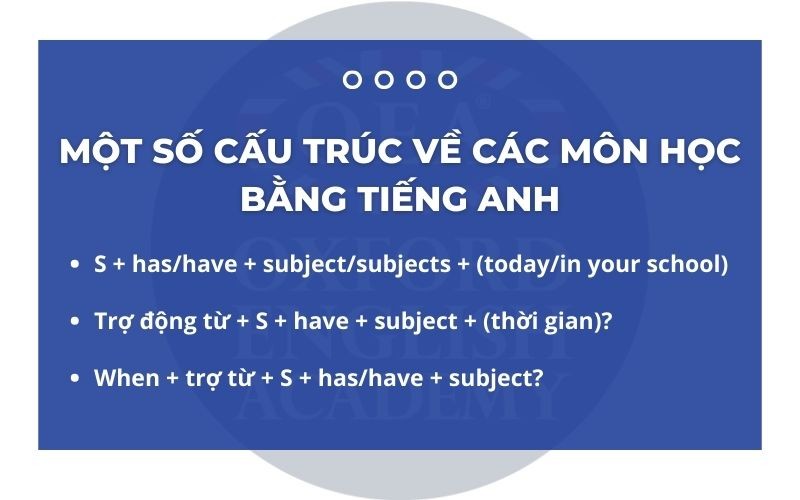 MỘT SỐ CẤU TRÚC VỀ CÁC MÔN HỌC
BẰNG TIẾNG ANH
• S + has/have + subject/subjects + (today/in your school)
• Trợ động từ + S + have + subject + (thời gian)?
• When + trợ từ + S + has/have + subject?
OEA®
OXFORD
ENGLISH
ACADEMY